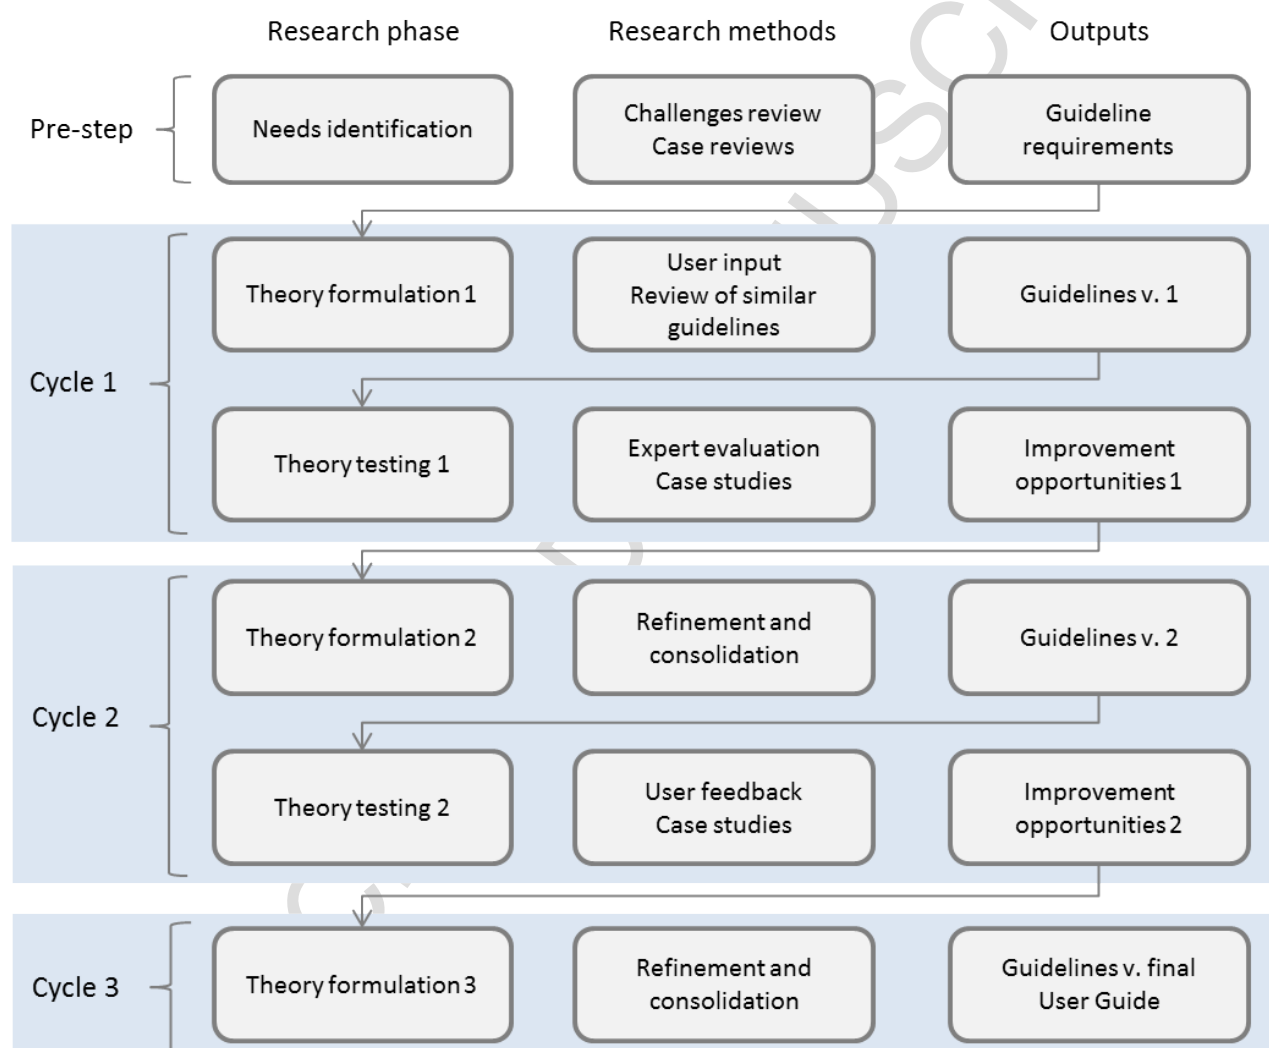 Research phase
Research methods
Outputs
Pre-step
Needs identification
Challenges review
Case reviews
Guideline
requirements
Cycle 1
Theory formulation 1
User input
Review of similar
guidelines
Guidelines v. 1
Theory testing 1
Expert evaluation
Case studies
Improvement
opportunities 1
Cycle 2
Theory formulation 2
Refinement and
consolidation
Guidelines v. 2
Theory testing 2
User feedback
Case studies
Improvement
opportunities 2
Cycle 3
Theory formulation 3
Refinement and
consolidation
Guidelines v. final
User Guide